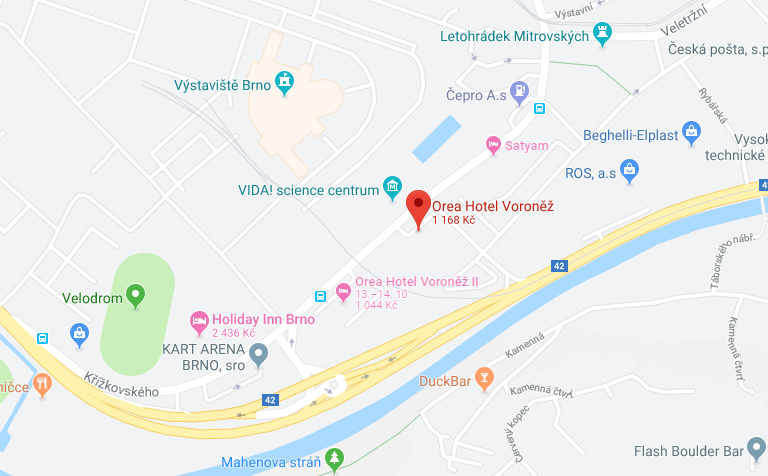 Výstavní
Veletržní
Letohrádek Mitrovských
Česká pošta, s.p
Výstaviště Brno
Čepro A.s
Rybářská
Beghelli-Elplast
Satyam
Vysok
technické
ROS, a.s
VIDA! science centrum
42
Orea Hotel Voroněž
1 168 Kč
Táborského nábř.
42
Orea Hotel Voroněž II
13. –14. 10.
1 044 Kč
Velodrom
Holiday Inn Brno
2 436 Kč
KART ARENA
BRNO, sro
Kamenná
Kamenná čtvrť
Křížkovského
ničce
DuckBar
Kamenná čtvrť
42
Červený kopec
Flash Boulder Bar
Mahenova stráň